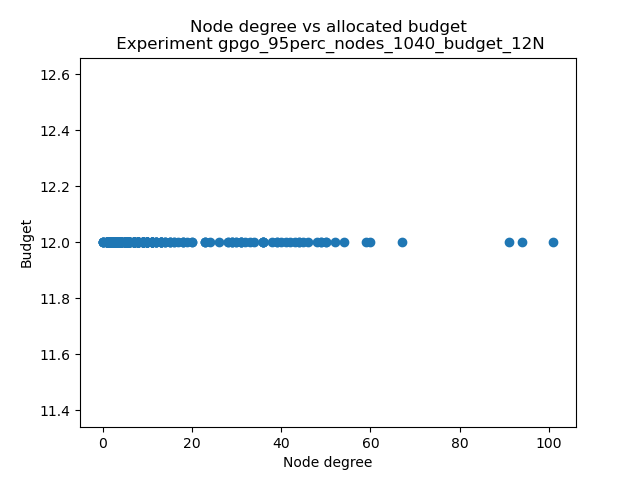 Node degree vs allocated budget
Experiment gpgo_95perc_nodes_1040_budget_12N
12.6
12.4
12.2
12.0
11.8
11.6
11.4
Budget
0 20 40 60 80 100
Node degree